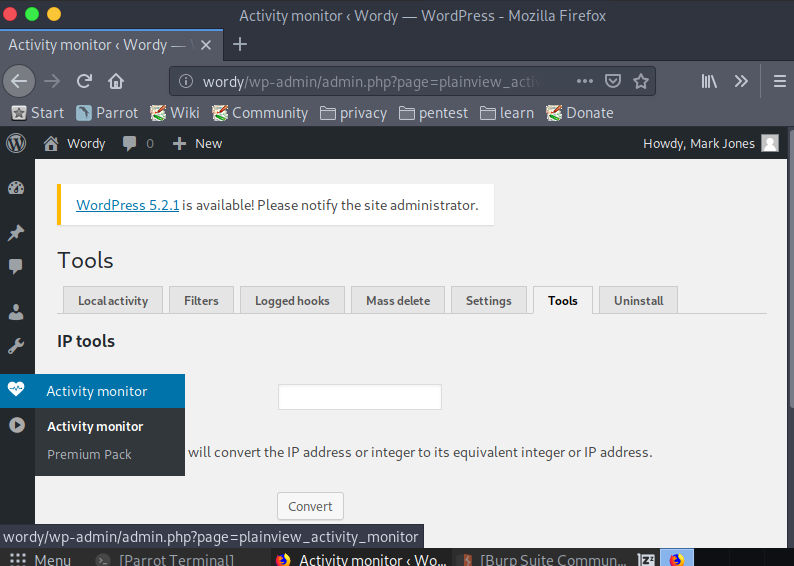 Activity monitor ‹ Wordy — WordPress - Mozilla Firefox
Activity monitor ‹ Wordy —
wordy/wp-admin/admin.php?page=plainview_activ
Start Parrot Wiki Community privacy pentest learn Donate
Wordy 0 New Howdy, Mark Jones
WordPress 5.2.1 is available! Please notify the site administrator.
Tools
Local activity Filters Logged hooks Mass delete Settings Tools Uninstall
IP tools
Activity monitor
Activity monitor
will convert the IP address or integer to its equivalent integer or IP address.
Premium Pack
Convert
wordy/wp-admin/admin.php?page=plainview_activity_monitor
Menu [Parrot Terminal] Activity monitor ‹ Wo... [Burp Suite Commun...